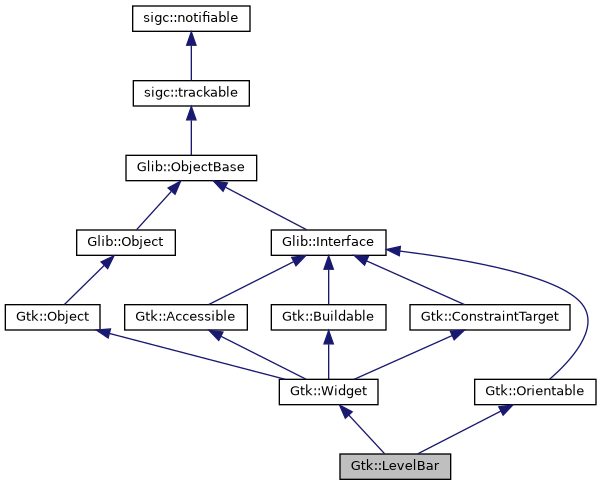 sigc::notifiable
sigc::trackable
Glib::ObjectBase
Glib::Object
Glib::Interface
Gtk::Object
Gtk::Accessible
Gtk::Buildable
Gtk::ConstraintTarget
Gtk::Widget
Gtk::Orientable
Gtk::LevelBar